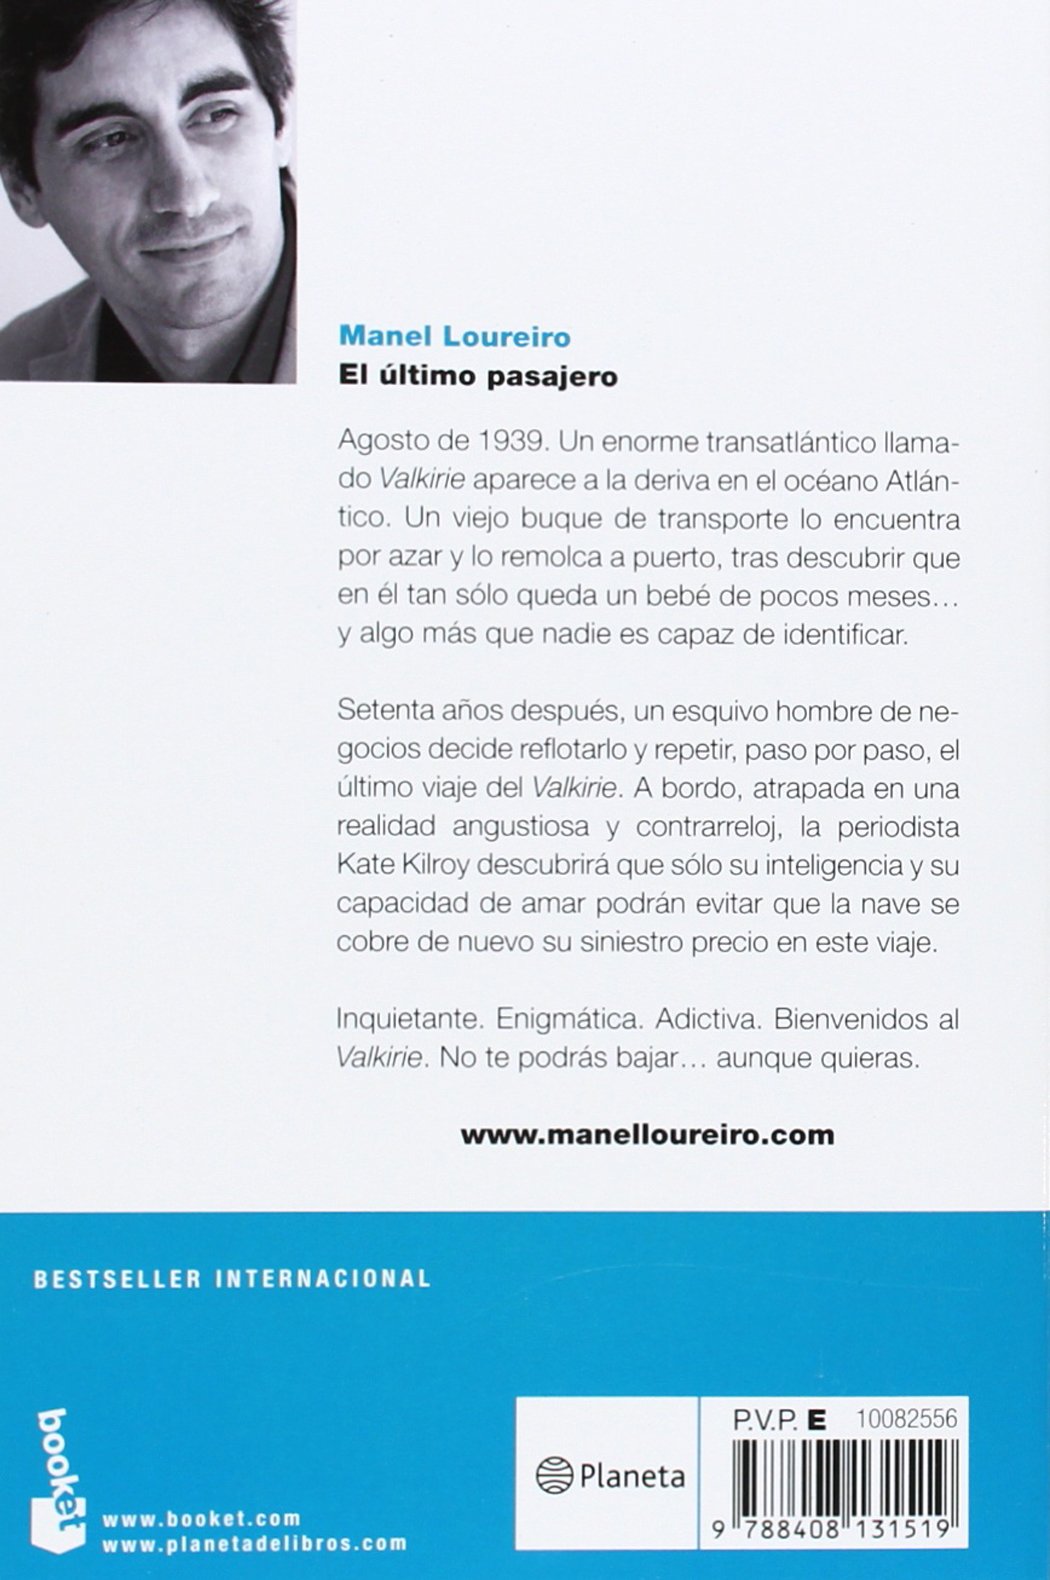 Manel Loureiro
El último pasajero
Agosto de 1939. Un enorme transatlántico llama-
do Valkirie aparece a la deriva en el océano Atlán-
tico. Un viejo buque de transporte lo encuentra
por azar y lo remolca a puerto, tras descubrir que
en él tan sólo queda un bebé de pocos meses…
y algo más que nadie es capaz de identificar.
Setenta años después, un esquivo hombre de ne-
gocios decide reflotarlo y repetir, paso por paso, el
último viaje del Valkirie. A bordo, atrapada en una
realidad angustiosa y contrarreloj, la periodista
Kate Kilroy descubrirá que sólo su inteligencia y su
capacidad de amar podrán evitar que la nave se
cobre de nuevo su siniestro precio en este viaje.
Inquietante. Enigmática. Adictiva. Bienvenidos al
Valkirie. No te podrás bajar… aunque quieras.
www.manelloureiro.com
BESTSELLER INTERNACIONAL
booket
www.booket.com
www.planetadelibros.com
Planeta
P.V.P. E 10082556
9 788408 131519